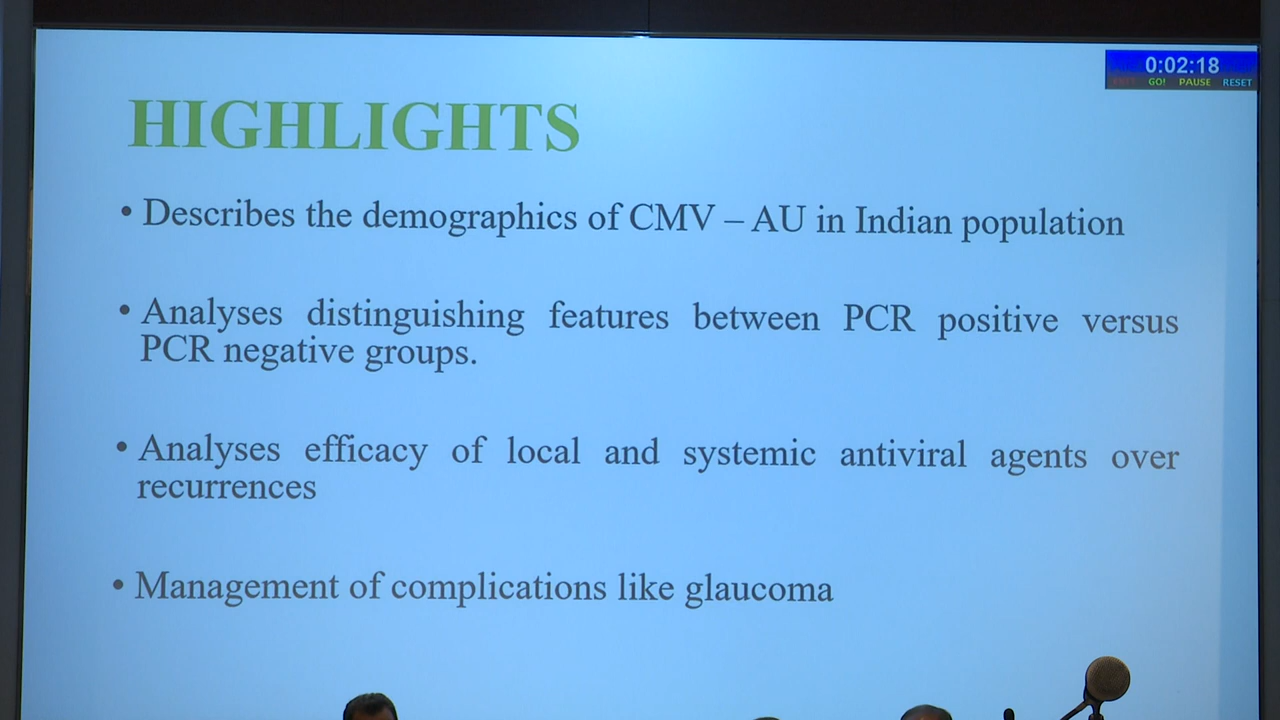 0:02:18
GO! PAUSE RESET
HIGHLIGHTS
• Describes the demographics of CMV – AU in Indian population
• Analyses distinguishing features between PCR positive versus
PCR negative groups.
• Analyses efficacy of local and systemic antiviral agents over
recurrences
• Management of complications like glaucoma